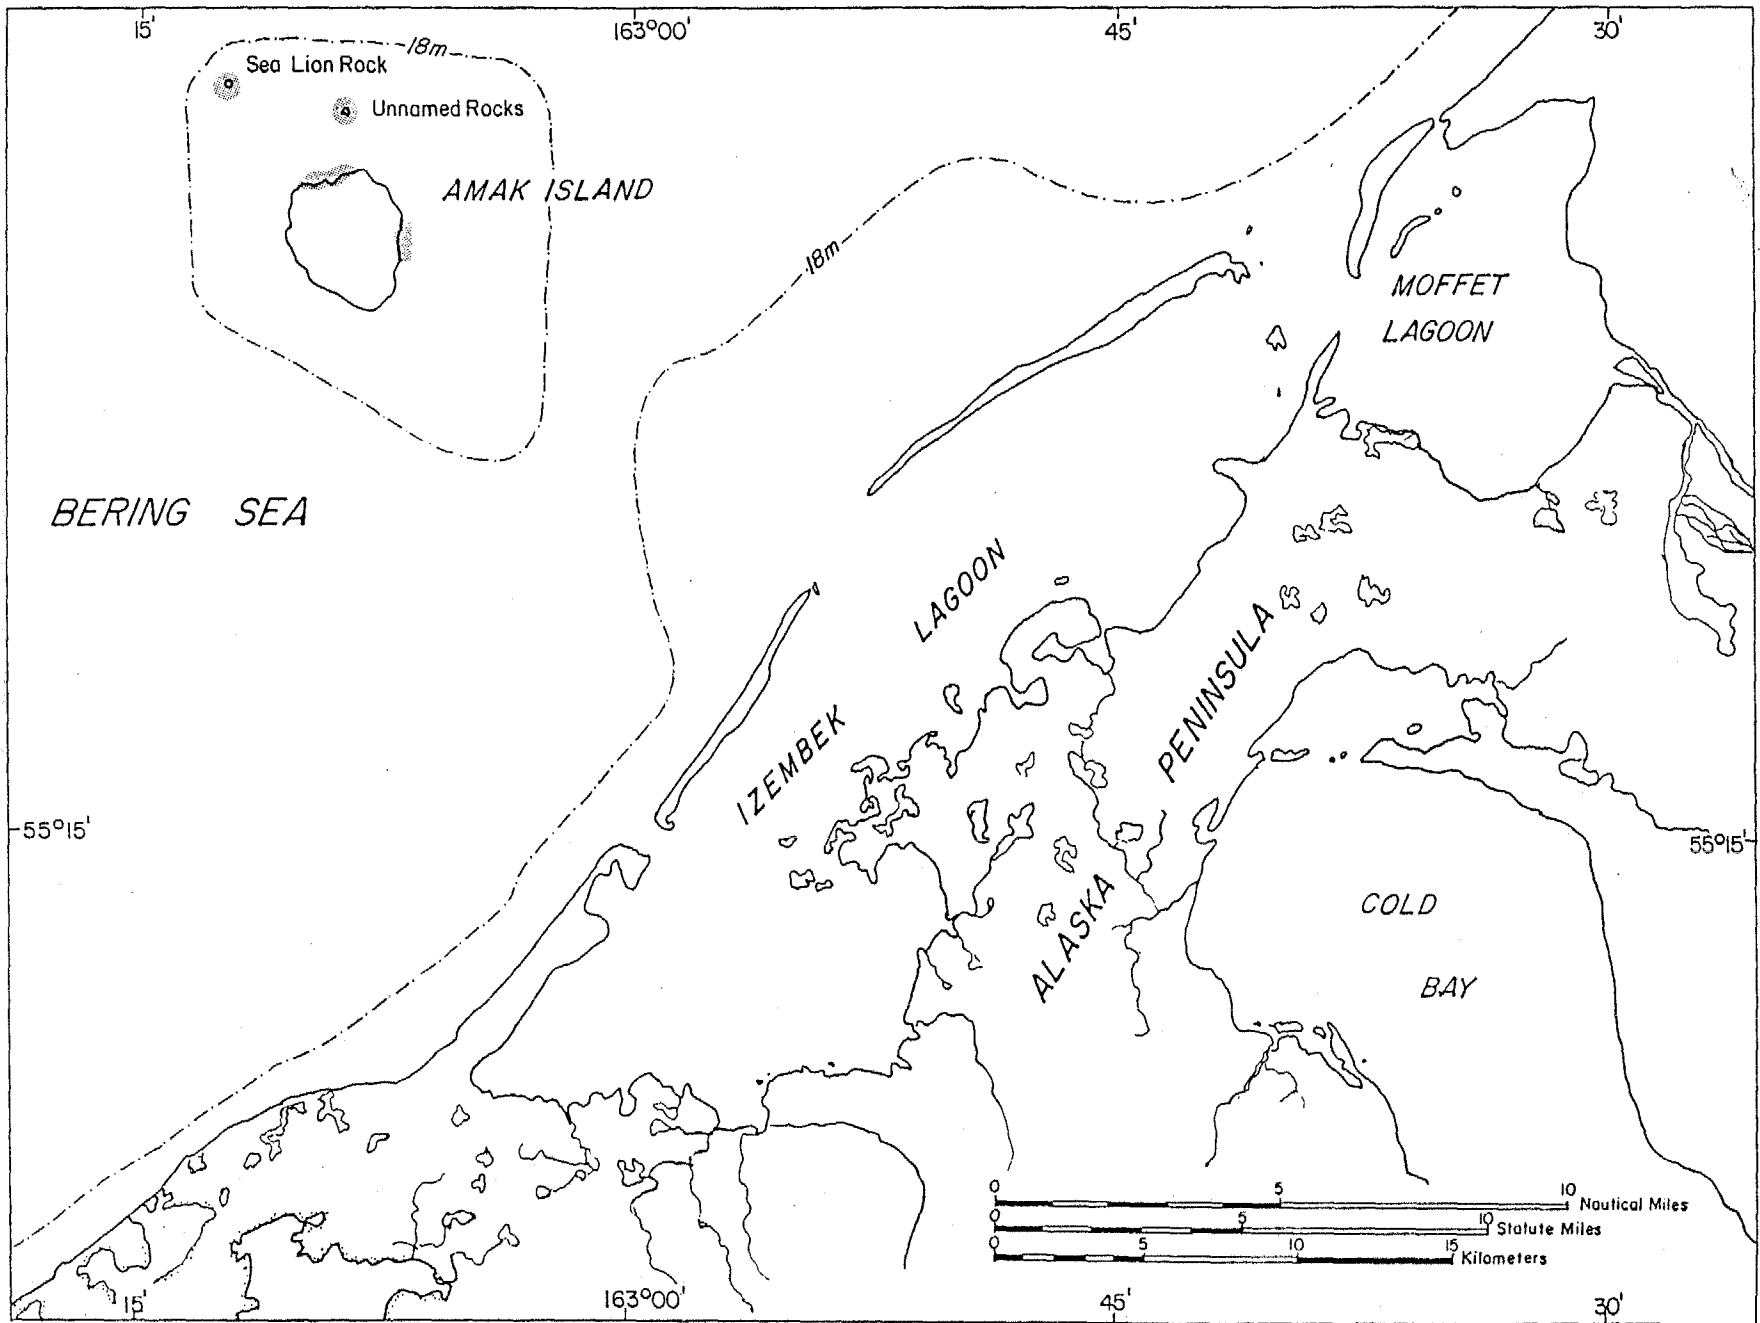 15' 163°00' 45' 30'
18m
Sea Lion Rock
Unnamed Rocks
AMAK ISLAND
18m
MOFFET
LAGOON
BERING SEA
IZEMBEK LAGOON
ALASKA PENINSULA
55°15' 55°15'
COLD
BAY
0 5 10 Nautical Miles
0 5 10 Statute Miles
0 5 10 15 Kilometers
15' 163°00' 45' 30'